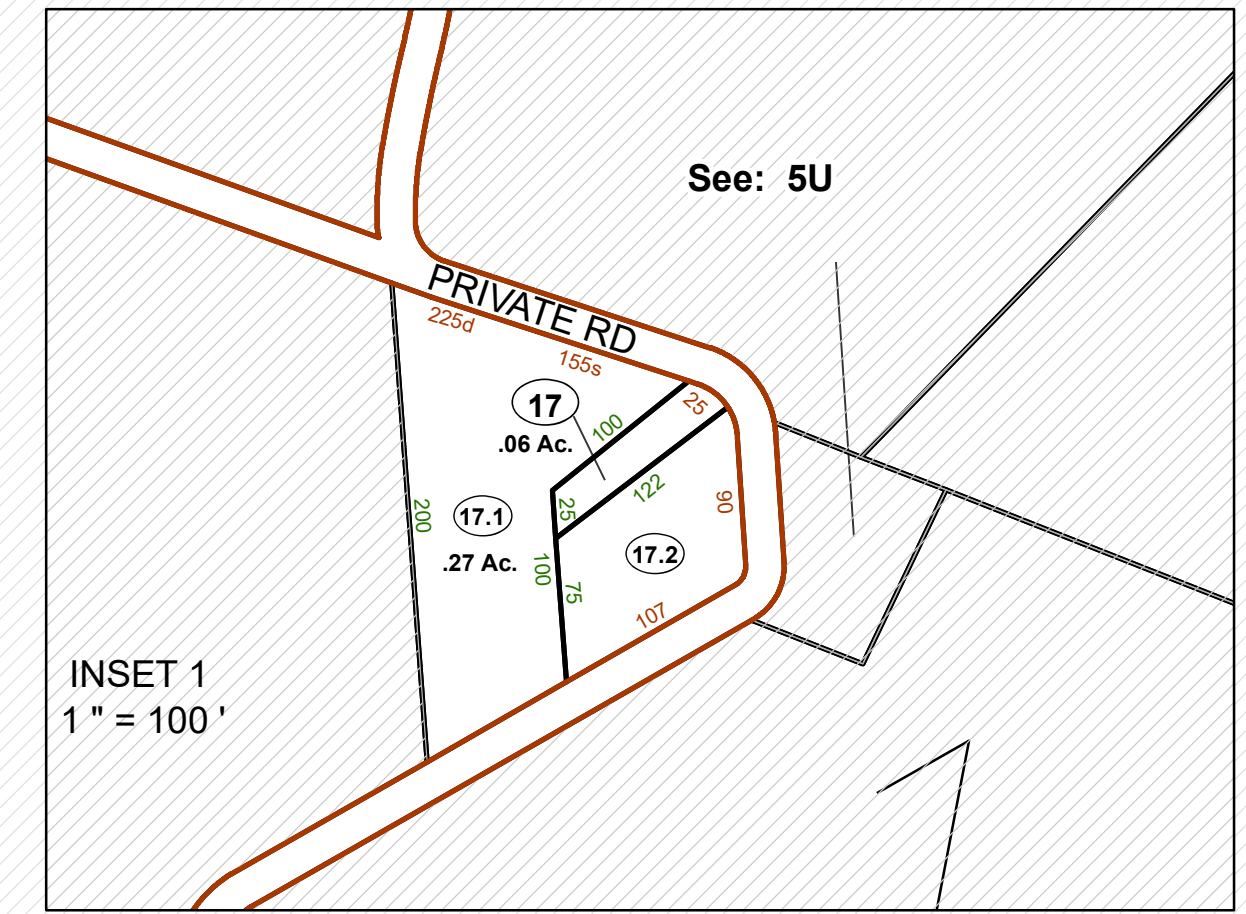 See: 5U
PRIVATE RD
225d
155s
17
.06 Ac.
100
25
122
25
90
200
17.1
.27 Ac.
100
75
17.2
107
INSET 1
1 " = 100 '